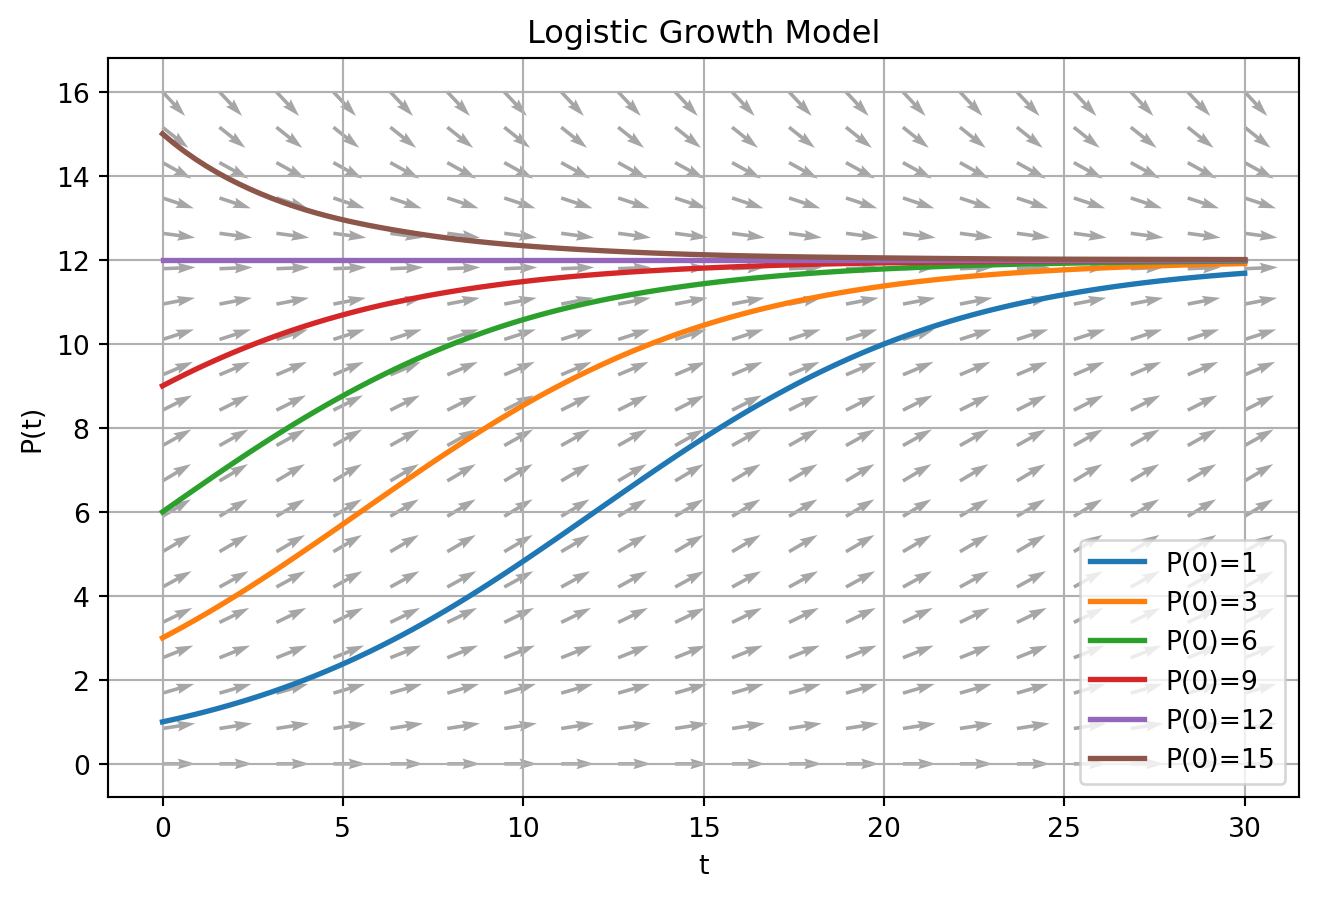 Logistic Growth Model
P(t)
16
14
12
10
8
6
4
2
0
P(0)=1
P(0)=3
P(0)=6
P(0)=9
P(0)=12
P(0)=15
0 5 10 15 20 25 30
t